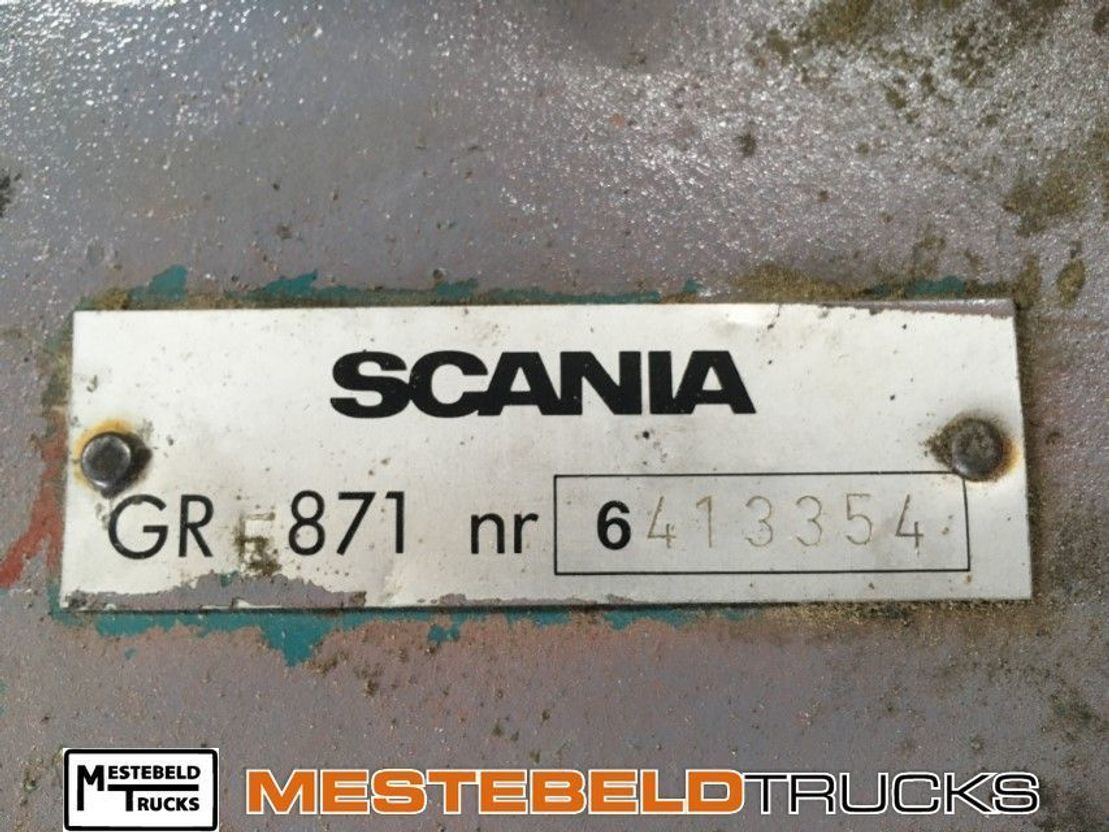 SCANIA
GR E 871 nr 6413354
MESTEBELD TRUCKS
MESTEBELDTRUCKS